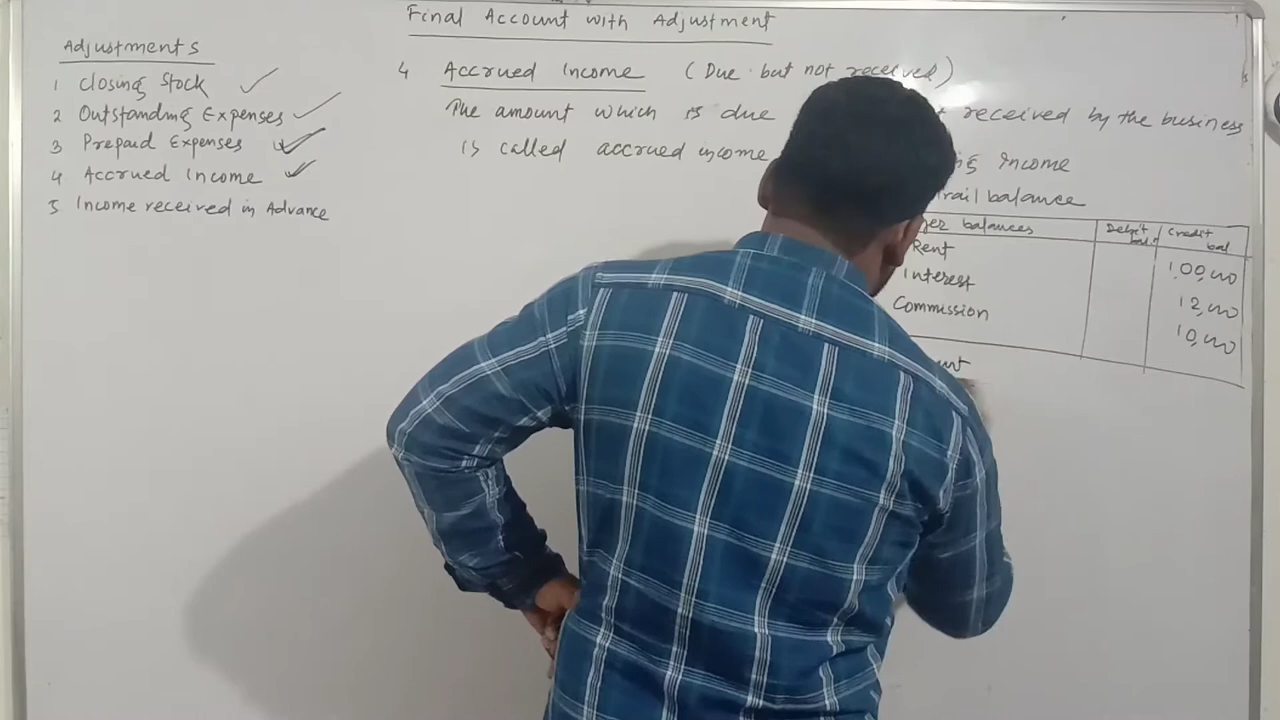 Final Account with Adjustment
Adjustments
1 Closing Stock ✓
2 Outstanding Expenses ✓
3 Prepaid Expenses ✓
4 Accrued Income ✓
5 Income received in Advance
4 Accrued Income (Due but not received)
The amount which is due received by the business
is called accrued income Income
balance
balances Debit bal. Credit bal
Rent 1,00,000
Interest 12,000
Commission 10,000